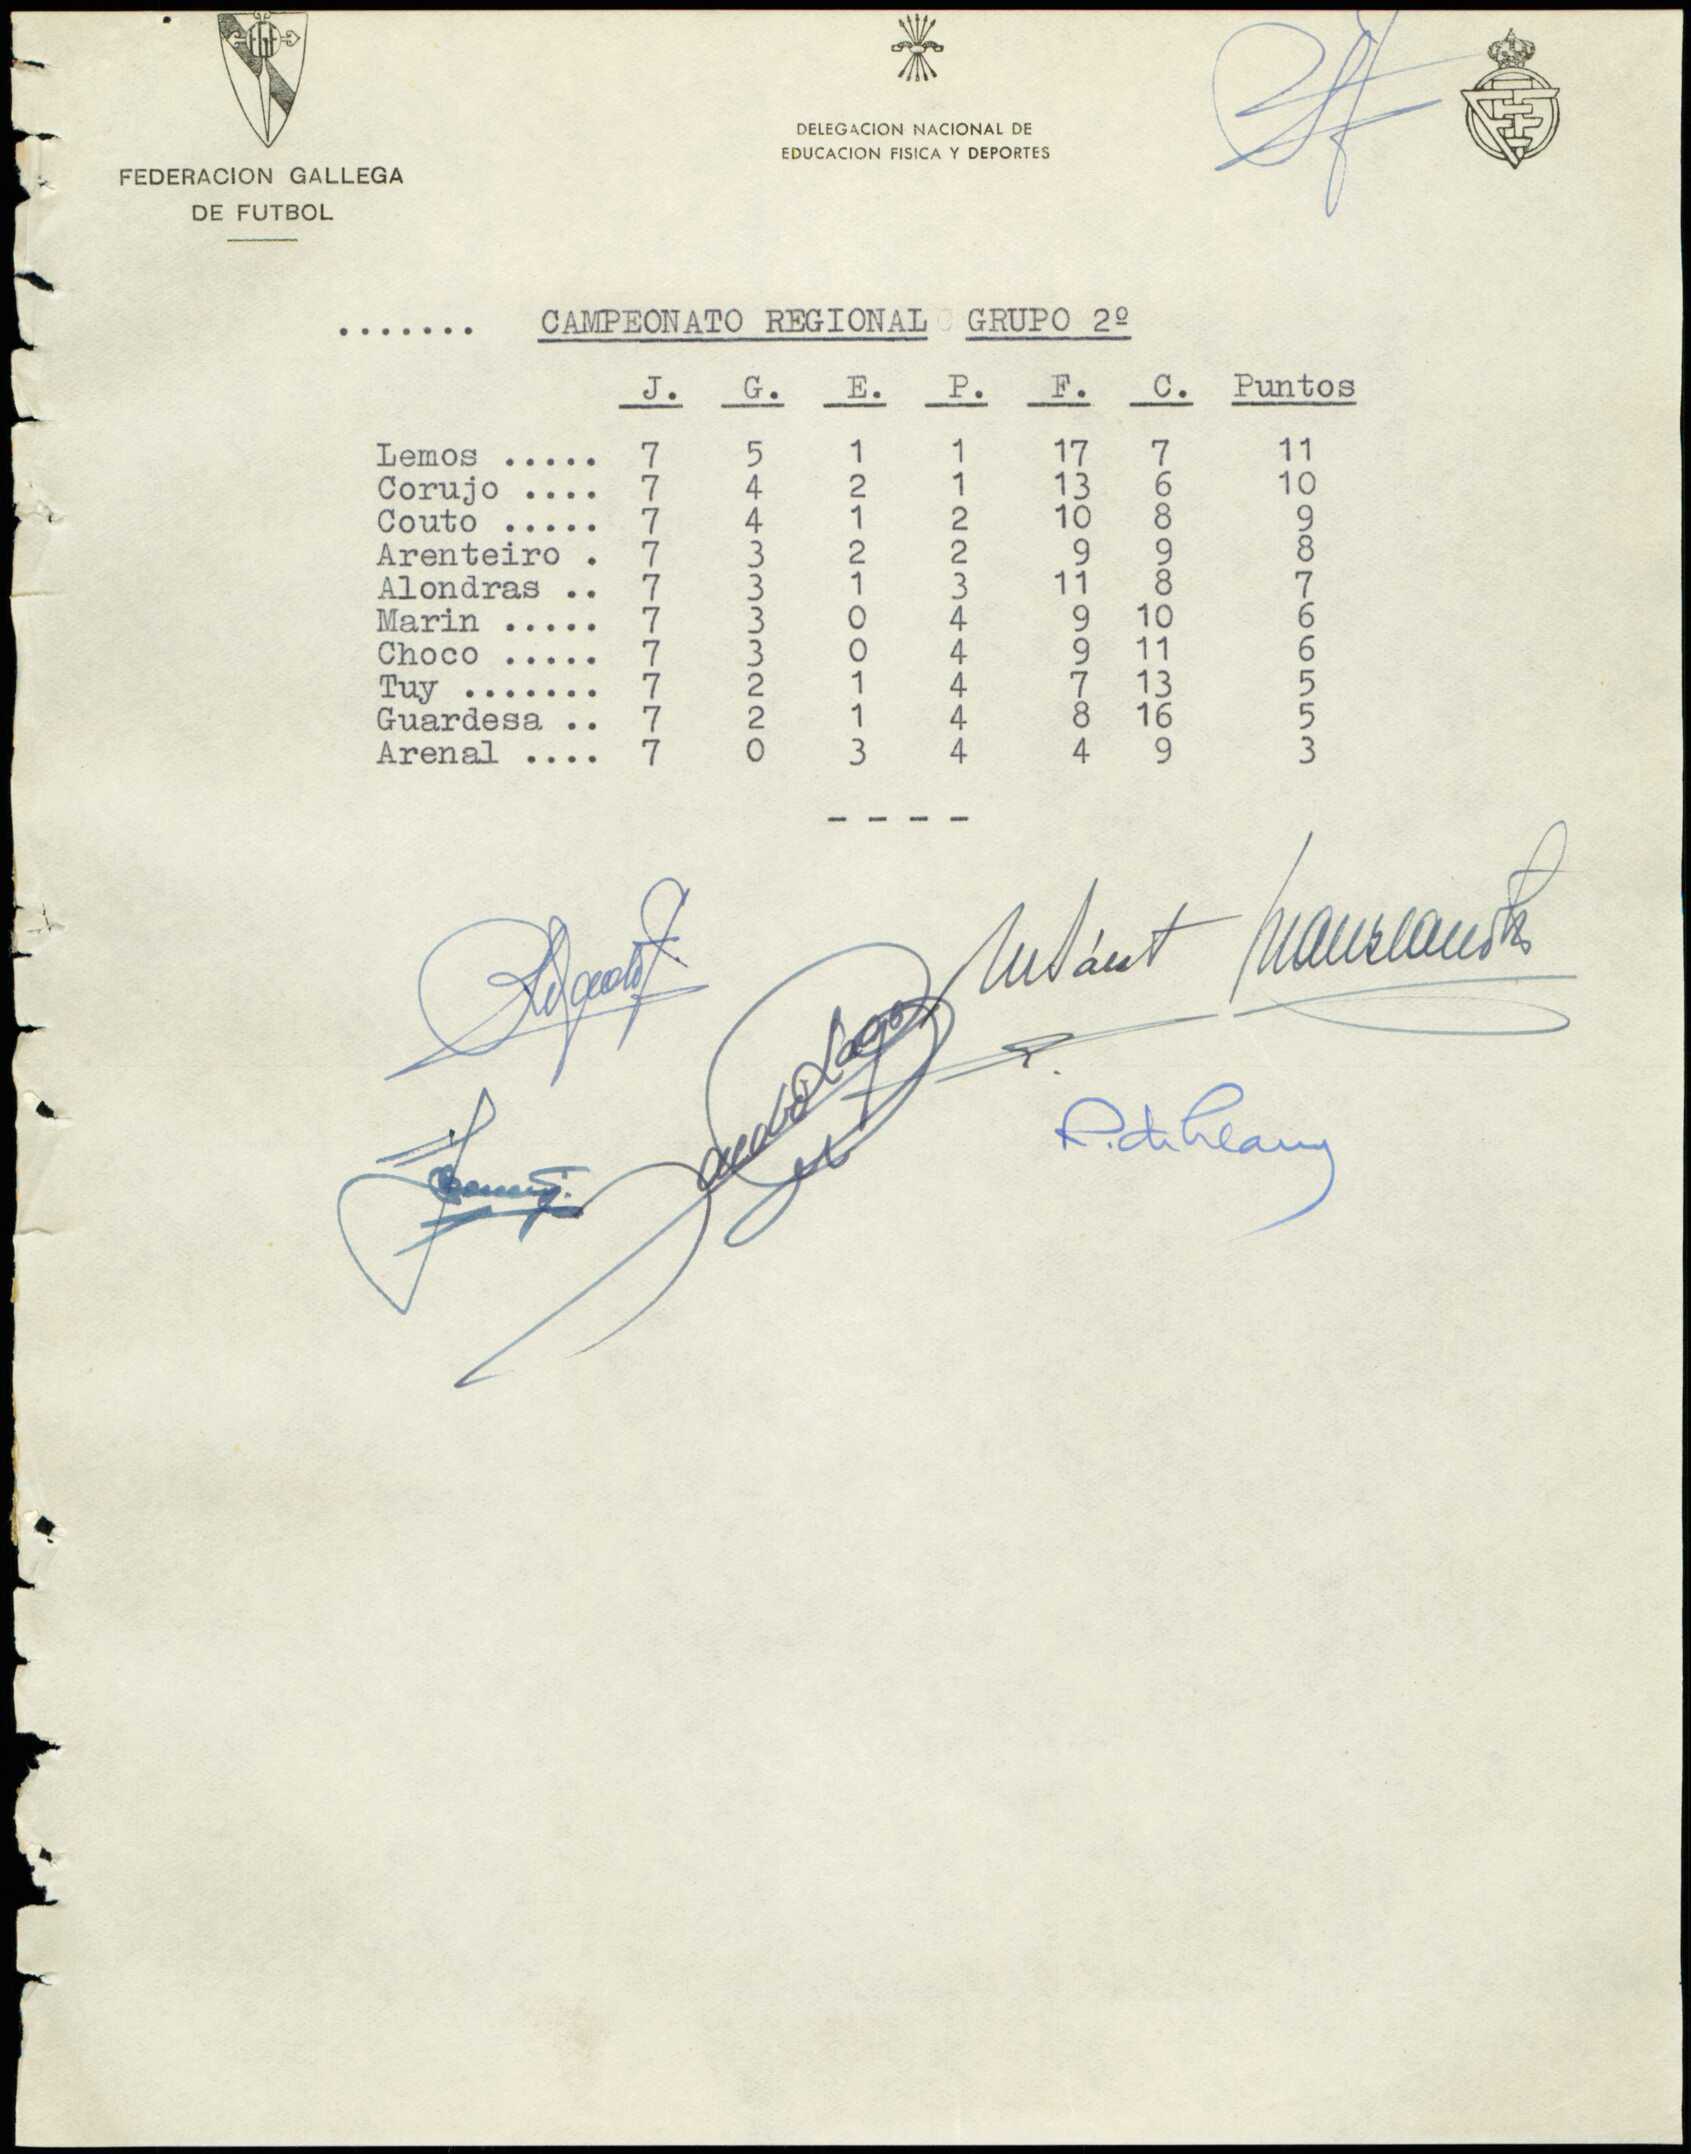 FEDERACION GALLEGA
DE FUTBOL
DELEGACION NACIONAL DE
EDUCACION FISICA Y DEPORTES
....... CAMPEONATO REGIONAL GRUPO 2º
J. G. E. P. F. C. Puntos
Lemos ..... 7 5 1 1 17 7 11
Corujo .... 7 4 2 1 13 6 10
Couto ..... 7 4 1 2 10 8 9
Arenteiro . 7 3 2 2 9 9 8
Alondras .. 7 3 1 3 11 8 7
Marin ..... 7 3 0 4 9 10 6
Choco ..... 7 3 0 4 9 11 6
Tuy ....... 7 2 1 4 7 13 5
Guardesa .. 7 2 1 4 8 16 5
Arenal .... 7 0 3 4 4 9 3
- - - -